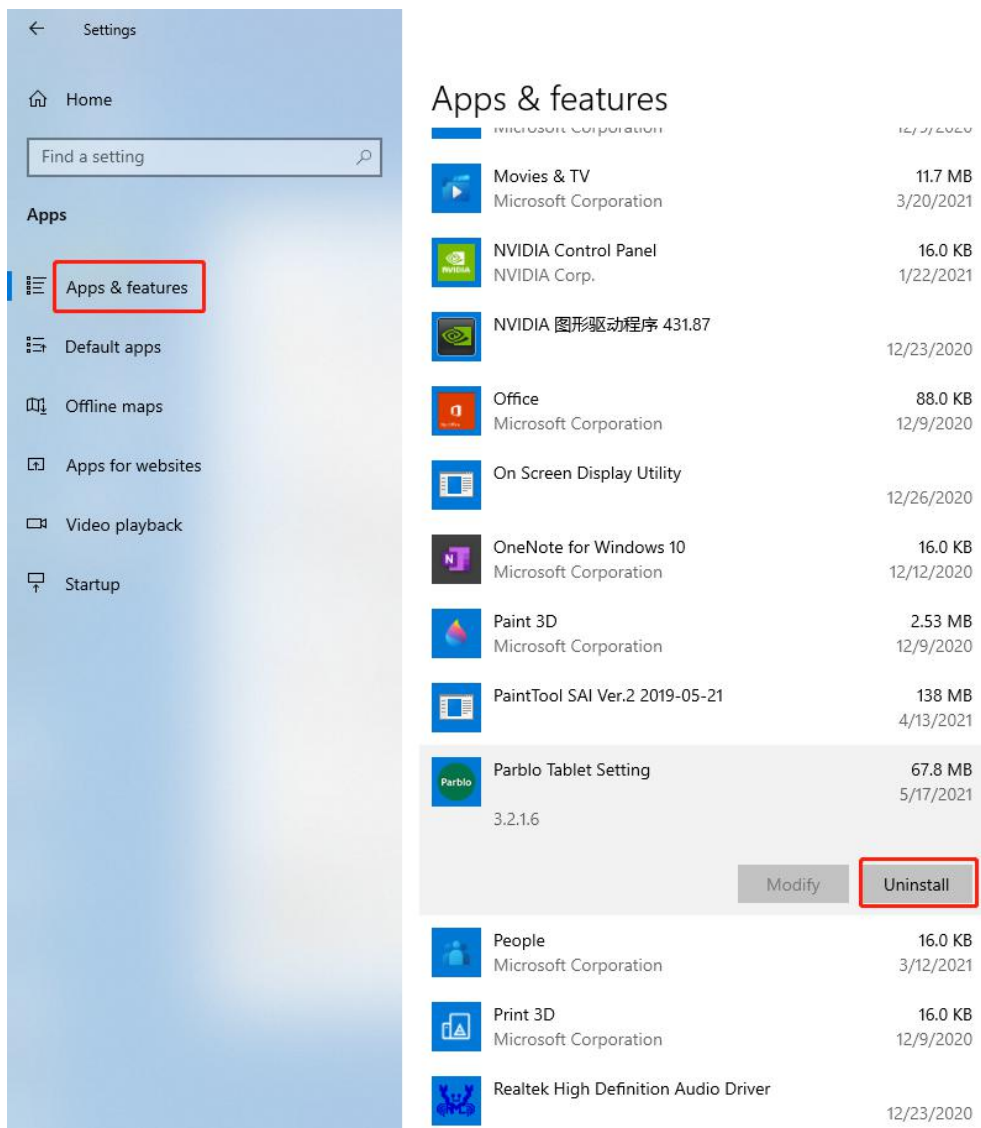 Settings
Home
Find a setting
Apps
Apps & features
Default apps
Offline maps
Apps for websites
Video playback
Startup
Apps & features
Microsoft Corporation 12/9/2020
Movies & TV 11.7 MB
Microsoft Corporation 3/20/2021
NVIDIA
NVIDIA Control Panel 16.0 KB
NVIDIA Corp. 1/22/2021
NVIDIA 图形驱动程序 431.87
12/23/2020
Office 88.0 KB
Microsoft Corporation 12/9/2020
On Screen Display Utility
12/26/2020
N
OneNote for Windows 10 16.0 KB
Microsoft Corporation 12/12/2020
Paint 3D 2.53 MB
Microsoft Corporation 12/9/2020
PaintTool SAI Ver.2 2019-05-21 138 MB
4/13/2021
Parblo
Parblo Tablet Setting 67.8 MB
5/17/2021
3.2.1.6
Modify Uninstall
People 16.0 KB
Microsoft Corporation 3/12/2021
Print 3D 16.0 KB
Microsoft Corporation 12/9/2020
Realtek High Definition Audio Driver
12/23/2020